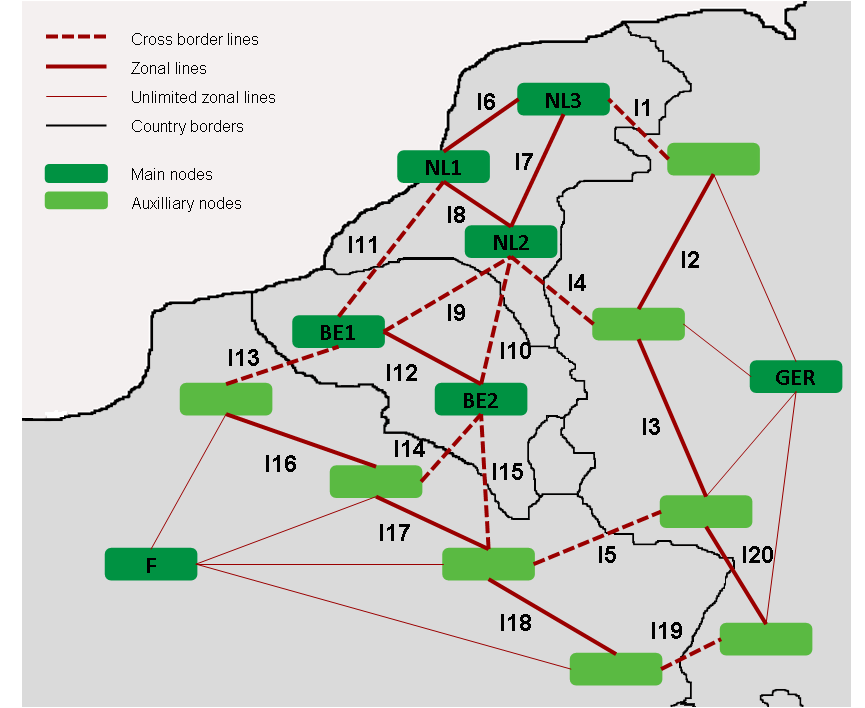 Cross border lines
Zonal lines
Unlimited zonal lines
Country borders
Main nodes
Auxilliary nodes
I6
NL3
I1
NL1
I7
I8
NL2
I11
I2
I4
I9
BE1
I10
I13
I12
GER
BE2
I3
I14
I16
I15
I17
I5
I20
F
I18
I19